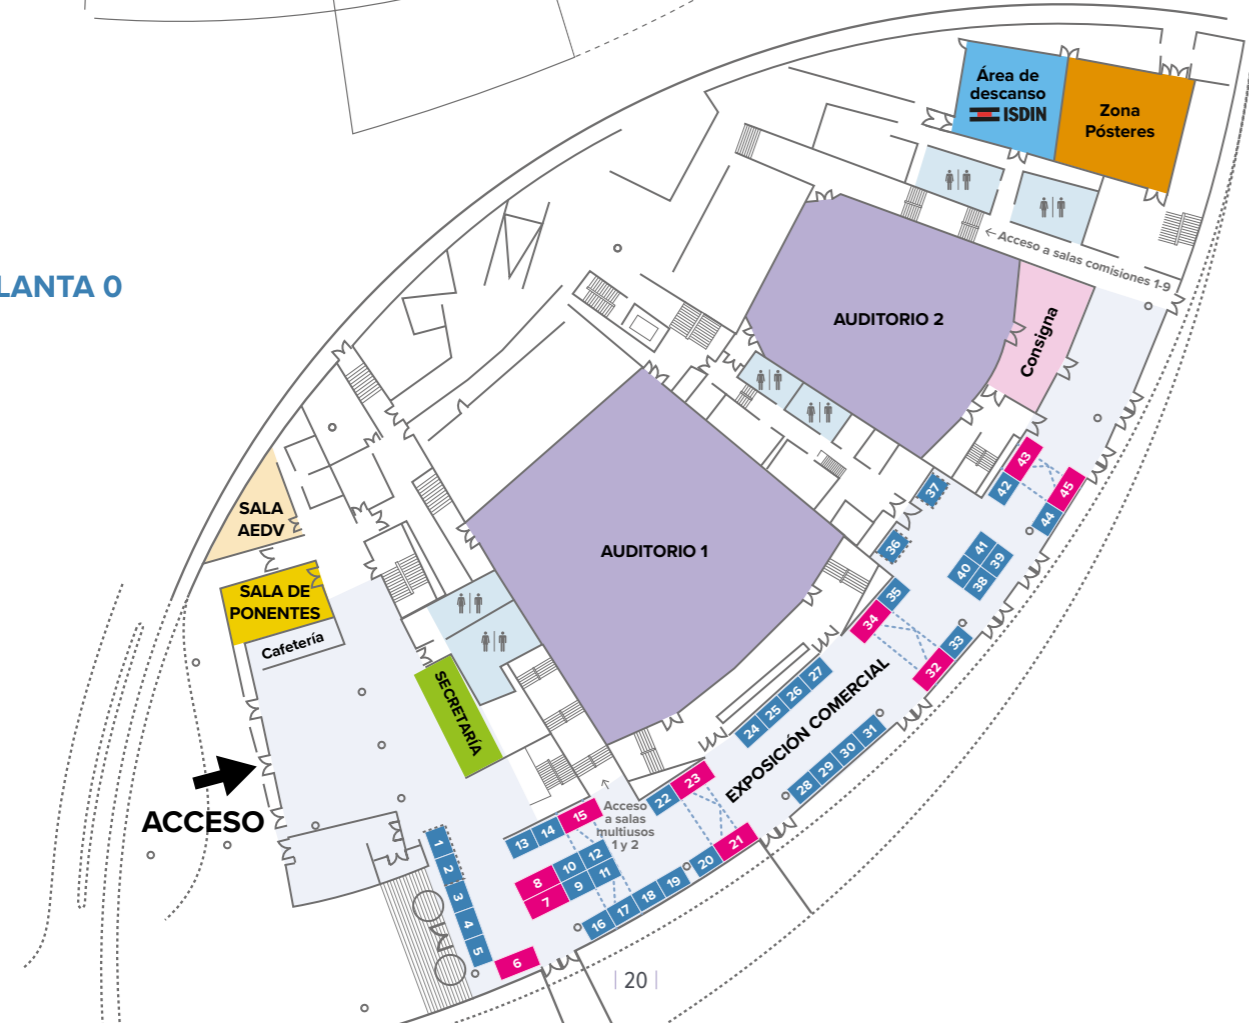 Área de
descanso
ISDIN
Zona
Pósteres
← Acceso a salas comisiones 1-9
LANTA 0
AUDITORIO 2
Consigna
SALA
AEDV
AUDITORIO 1
SALA DE
PONENTES
Cafetería
SECRETARÍA
ACCESO
EXPOSICIÓN COMERCIAL
Acceso
a salas
multiusos
1 y 2
1
2
3
4
5
6
7
8
9
10
11
12
13
14
15
16
17
18
19
20
21
22
23
24
25
26
27
28
29
30
31
32
33
34
35
36
37
38
39
40
41
42
43
44
45
| 20 |